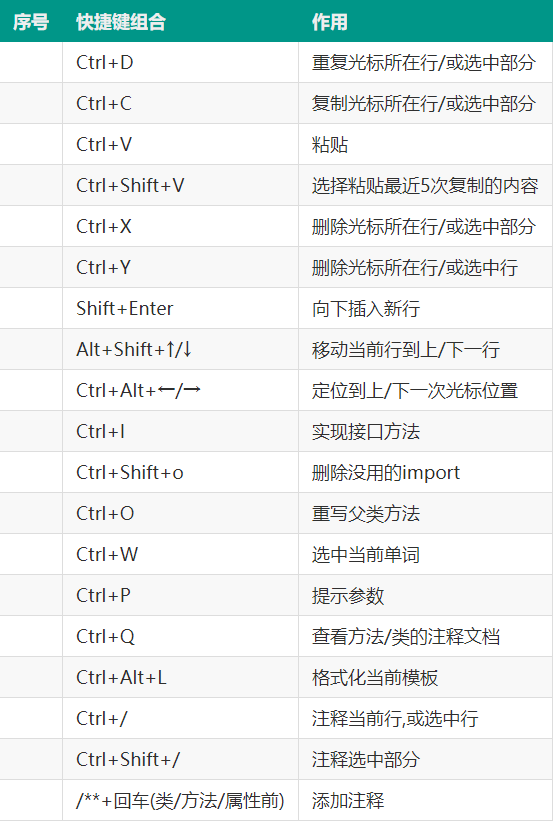 序号 快捷键组合 作用
Ctrl+D 重复光标所在行/或选中部分
Ctrl+C 复制光标所在行/或选中部分
Ctrl+V 粘贴
Ctrl+Shift+V 选择粘贴最近5次复制的内容
Ctrl+X 删除光标所在行/或选中部分
Ctrl+Y 删除光标所在行/或选中行
Shift+Enter 向下插入新行
Alt+Shift+↑/↓ 移动当前行到上/下一行
Ctrl+Alt+←/→ 定位到上/下一次光标位置
Ctrl+I 实现接口方法
Ctrl+Shift+o 删除没用的import
Ctrl+O 重写父类方法
Ctrl+W 选中当前单词
Ctrl+P 提示参数
Ctrl+Q 查看方法/类的注释文档
Ctrl+Alt+L 格式化当前模板
Ctrl+/ 注释当前行,或选中行
Ctrl+Shift+/ 注释选中部分
/**+回车(类/方法/属性前) 添加注释